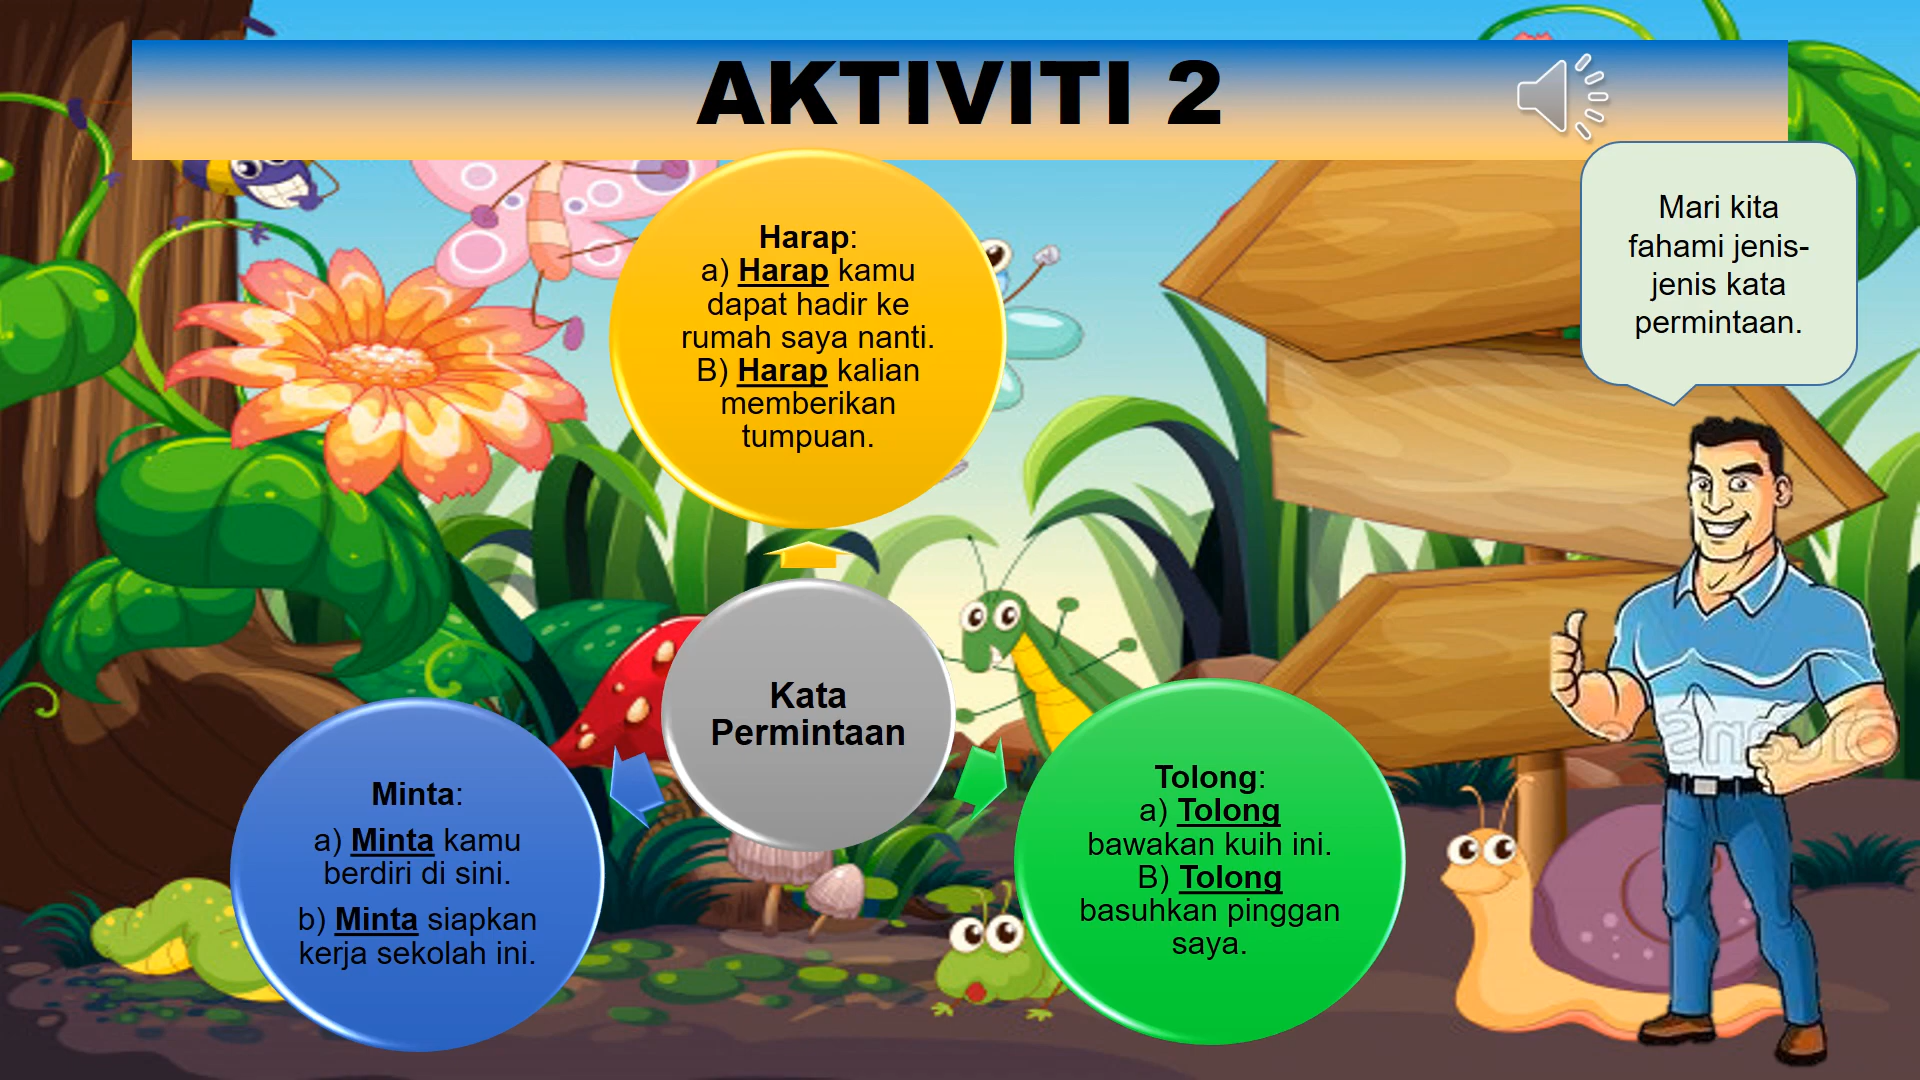 AKTIVITI 2
Mari kita
fahami jenis-
jenis kata
permintaan.
Harap:
a) Harap kamu
dapat hadir ke
rumah saya nanti.
B) Harap kalian
memberikan
tumpuan.
Kata
Permintaan
Minta:
a) Minta kamu
berdiri di sini.
b) Minta siapkan
kerja sekolah ini.
Tolong:
a) Tolong
bawakan kuih ini.
B) Tolong
basuhkan pinggan
saya.